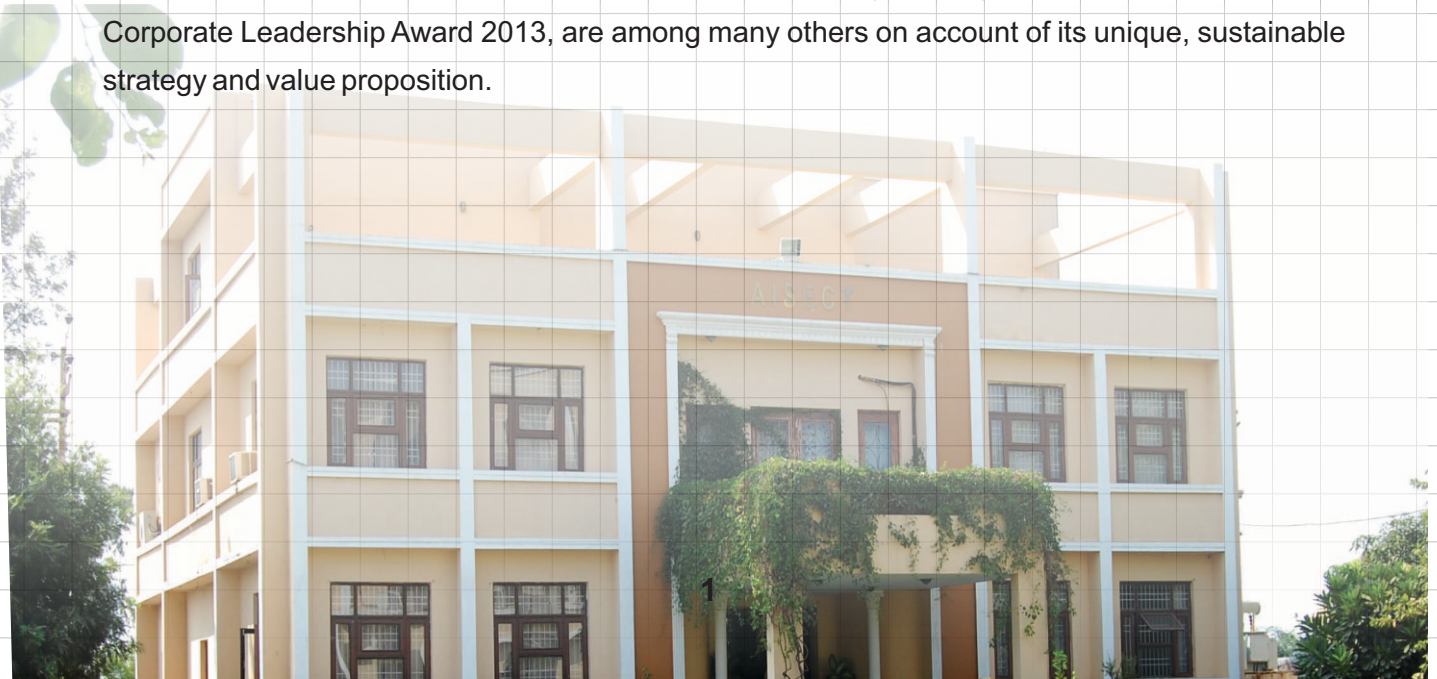 Corporate Leadership Award 2013, are among many others on account of its unique, sustainable
strategy and value proposition.
AISECT
1